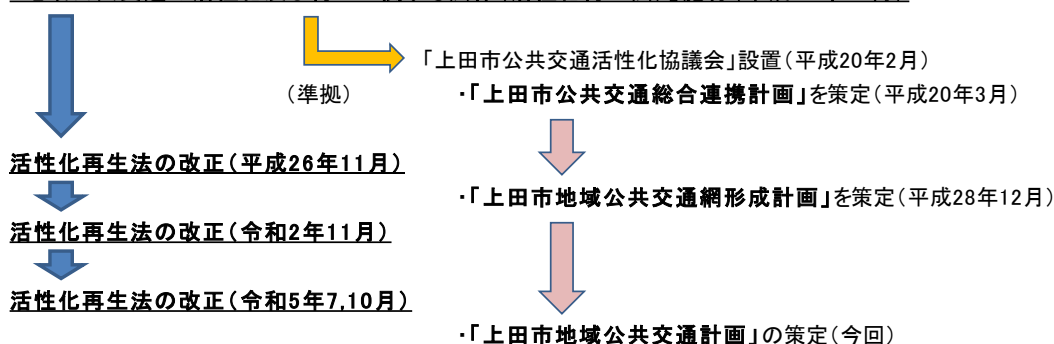 「上田市公共交通活性化協議会」設置(平成20年2月)
(準拠)
・「上田市公共交通総合連携計画」を策定(平成20年3月)
活性化再生法の改正(平成26年11月)
・「上田市地域公共交通網形成計画」を策定(平成28年12月)
活性化再生法の改正(令和2年11月)
活性化再生法の改正(令和5年7,10月)
・「上田市地域公共交通計画」の策定(今回)